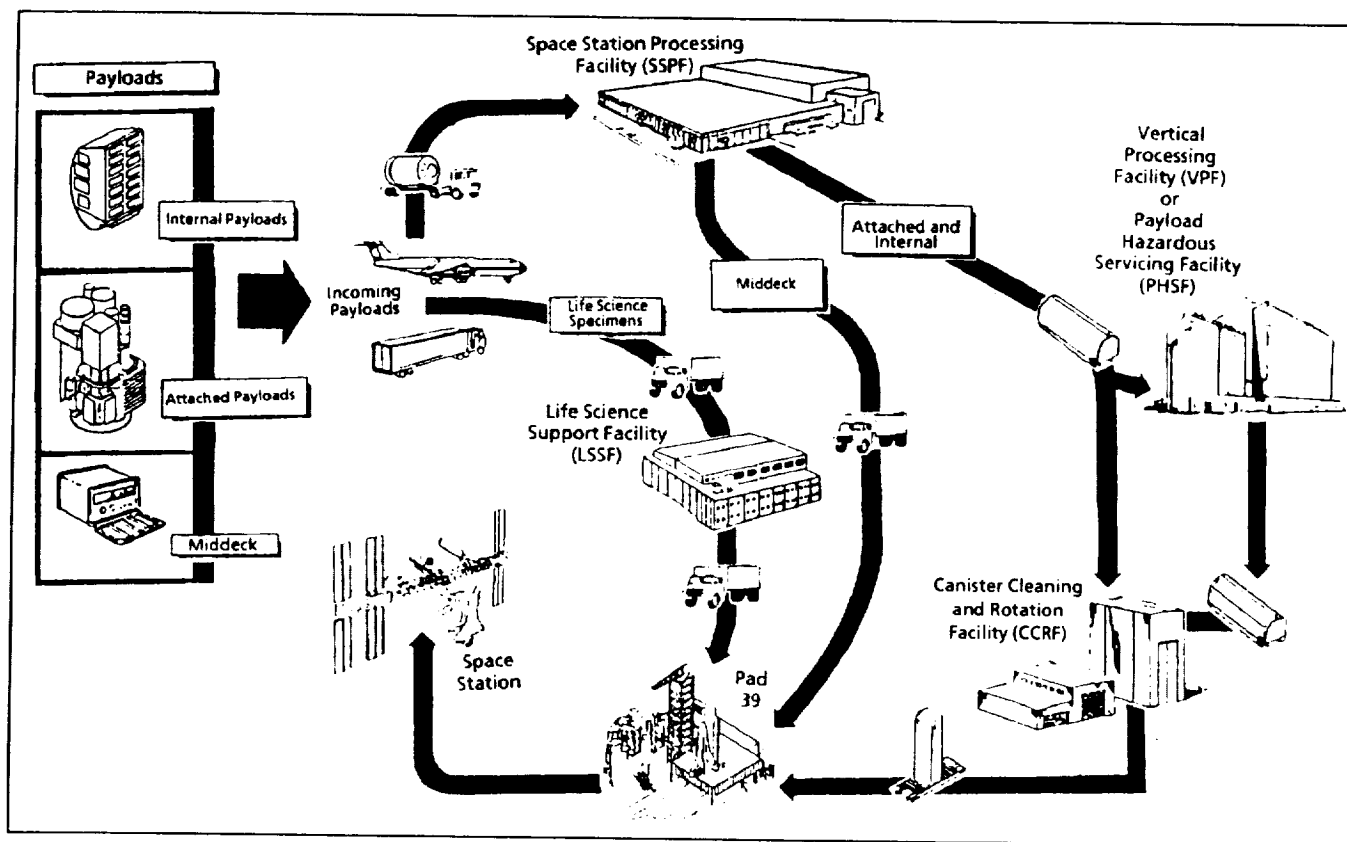 Payloads
Internal Payloads
Attached Payloads
Middeck
Incoming
Payloads
Space Station Processing
Facility (SSPF)
Life Science
Specimens
Life Science
Support Facility
(LSSF)
Middeck
Attached and
Internal
Vertical
Processing
Facility (VPF)
or
Payload
Hazardous
Servicing Facility
(PHSF)
Canister Cleaning
and Rotation
Facility (CCRF)
Pad
39
Space
Station